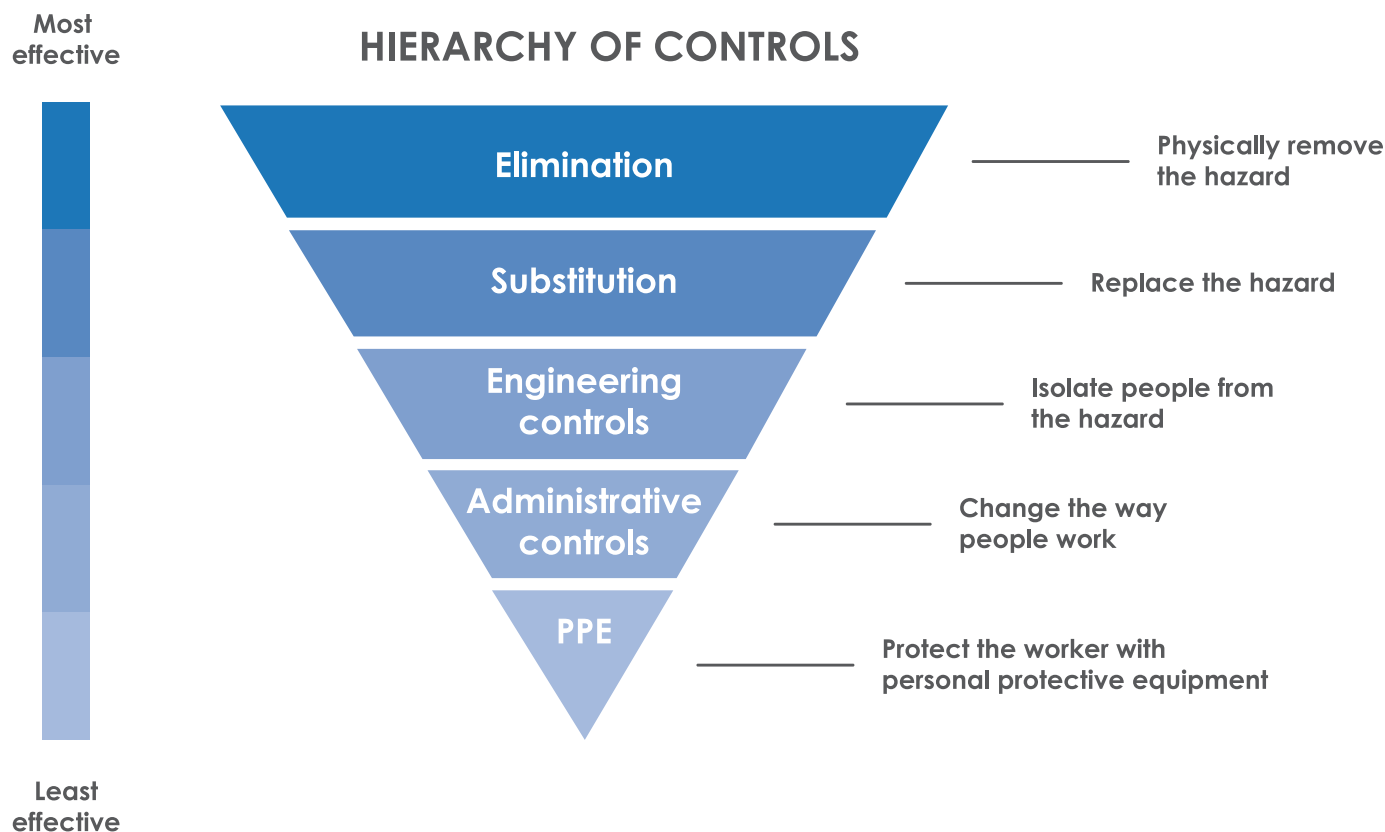 Most
effective
HIERARCHY OF CONTROLS
Elimination
Physically remove
the hazard
Substitution
Replace the hazard
Engineering
controls
Isolate people from
the hazard
Administrative
controls
Change the way
people work
PPE
Protect the worker with
personal protective equipment
Least
effective